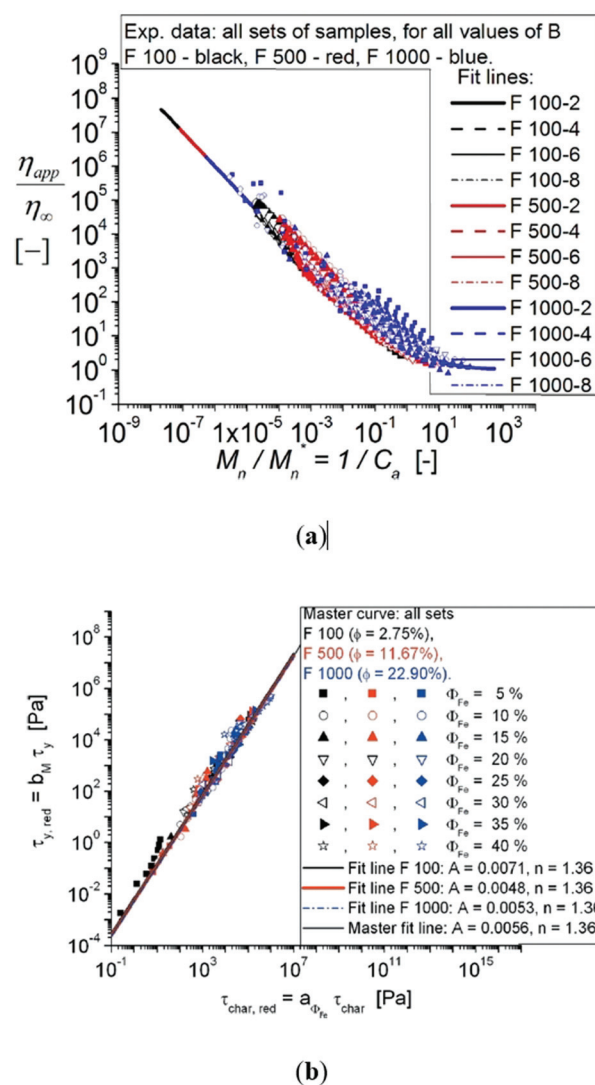 Exp. data: all sets of samples, for all values of B
F 100 - black, F 500 - red, F 1000 - blue.
Fit lines:
F 100-2
F 100-4
F 100-6
F 100-8
F 500-2
F 500-4
F 500-6
F 500-8
F 1000-2
F 1000-4
F 1000-6
F 1000-8
η_app / η_∞ [−]
10^9
10^8
10^7
10^6
10^5
10^4
10^3
10^2
10^1
10^0
10^-1
10^-9 10^-7 1x10^-5 10^-3 10^-1 10^1 10^3
M_n / M_n^* = 1 / C_a [-]
(a)
Master curve: all sets
F 100 (ϕ = 2.75%),
F 500 (ϕ = 11.67%),
F 1000 (ϕ = 22.90%).
, , Φ_Fe = 5 %
, , Φ_Fe = 10 %
, , Φ_Fe = 15 %
, , Φ_Fe = 20 %
, , Φ_Fe = 25 %
, , Φ_Fe = 30 %
, , Φ_Fe = 35 %
, , Φ_Fe = 40 %
Fit line F 100: A = 0.0071, n = 1.36
Fit line F 500: A = 0.0048, n = 1.36
Fit line F 1000: A = 0.0053, n = 1.36
Master fit line: A = 0.0056, n = 1.36
τ_y, red = b_M τ_y [Pa]
10^8
10^6
10^4
10^2
10^0
10^-2
10^-4
10^-1 10^3 10^7 10^11 10^15
τ_char, red = a_Φ_Fe τ_char [Pa]
(b)